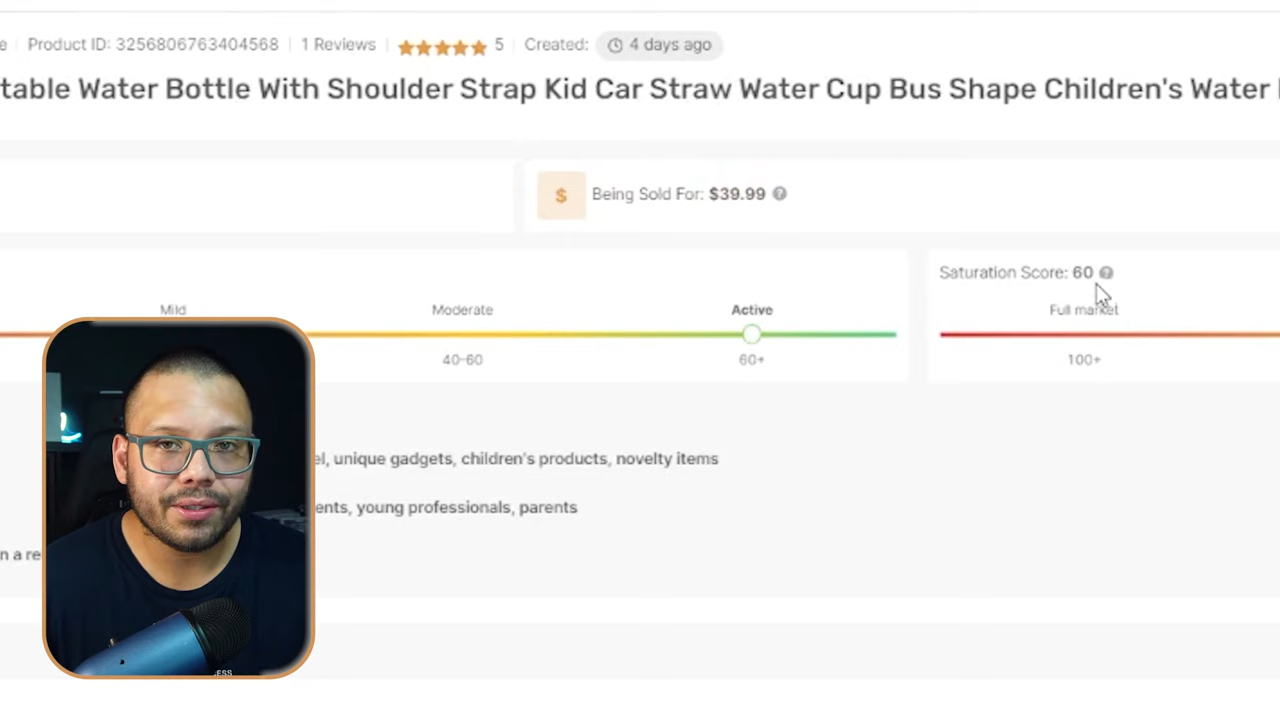 Product ID: 3256806763404568 1 Reviews 5 Created: 4 days ago
Water Bottle With Shoulder Strap Kid Car Straw Water Cup Bus Shape Children's Water
$ Being Sold For: $39.99 ?
Saturation Score: 60 ?
Mild Moderate Active Full market
40-60 60+ 100+
unique gadgets, children's products, novelty items
young professionals, parents